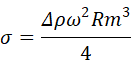 σ = Δρω²Rm³ / 4